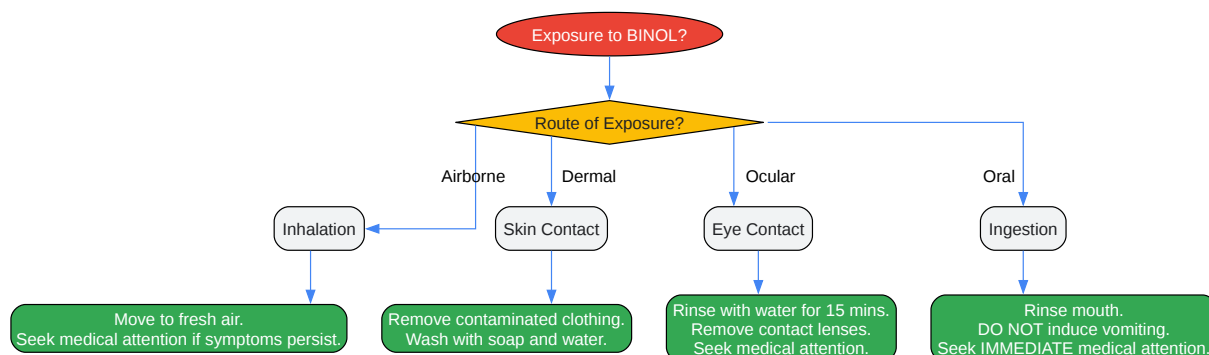 Exposure to BINOL?
Route of Exposure?
Airborne
Dermal
Ocular
Oral
Inhalation
Skin Contact
Eye Contact
Ingestion
Move to fresh air.
Seek medical attention if symptoms persist.
Remove contaminated clothing.
Wash with soap and water.
Rinse with water for 15 mins.
Remove contact lenses.
Seek medical attention.
Rinse mouth.
DO NOT induce vomiting.
Seek IMMEDIATE medical attention.